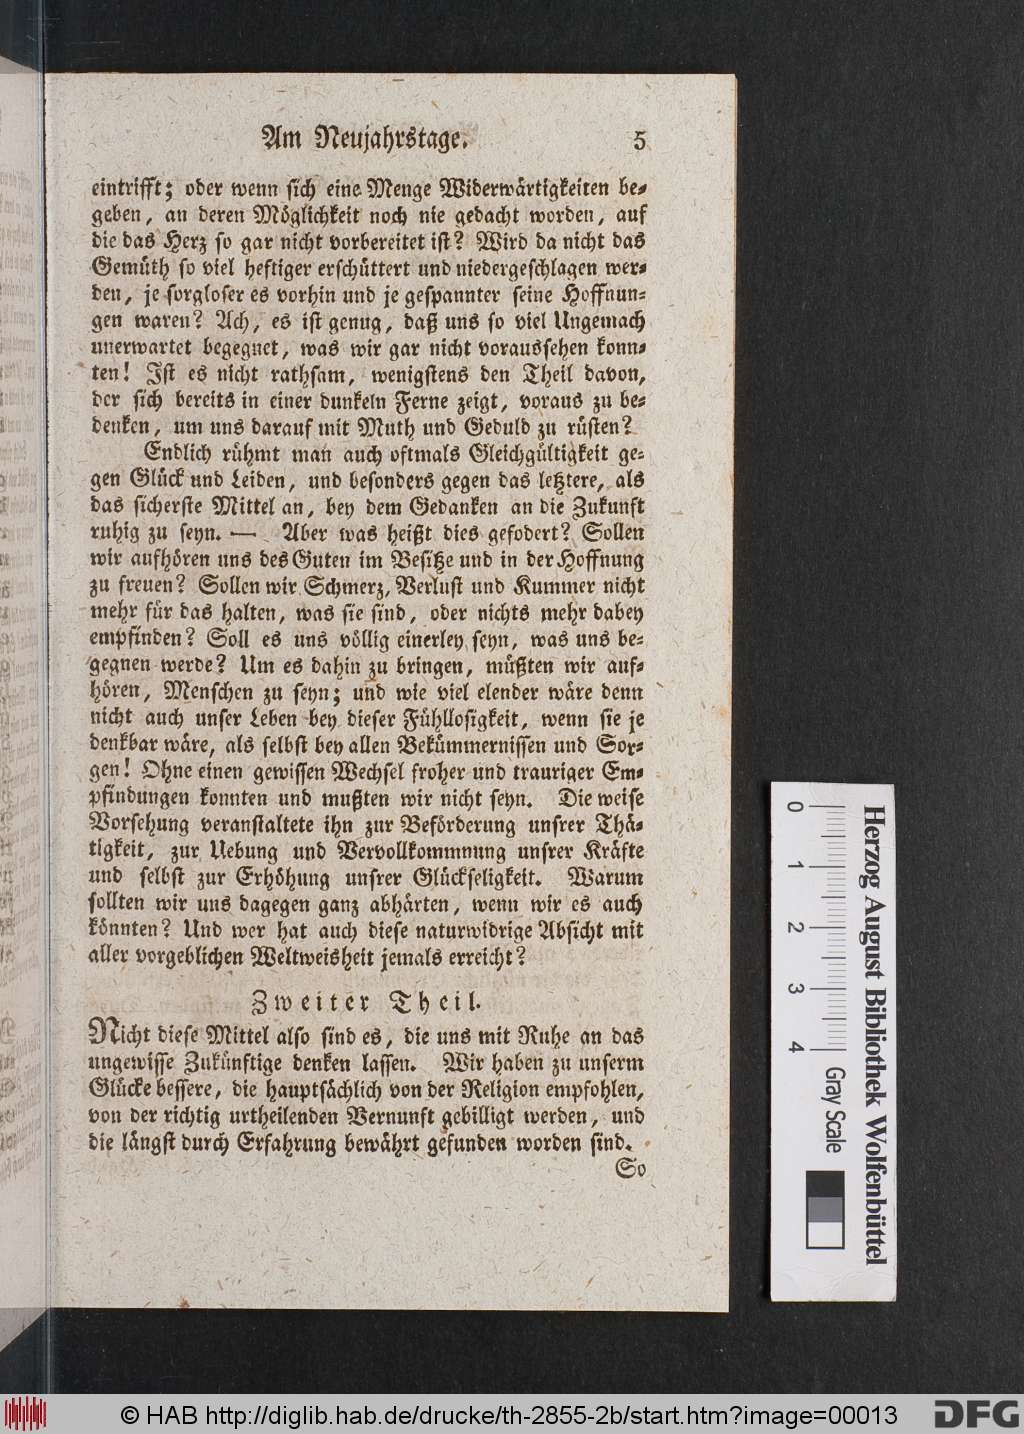 Am Neujahrstage. 5
eintrifft; oder wenn sich eine Menge Widerwärtigkeiten be-
geben, an deren Möglichkeit noch nie gedacht worden, auf
die das Herz so gar nicht vorbereitet ist? Wird da nicht das
Gemüth so viel heftiger erschüttert und niedergeschlagen wer-
den, je sorgloser es vorhin und je gespannter seine Hoffnun-
gen waren? Ach, es ist genug, daß uns so viel Ungemach
unerwartet begegnet, was wir gar nicht voraussehen konn-
ten! Ist es nicht rathsam, wenigstens den Theil davon,
der sich bereits in einer dunkeln Ferne zeigt, voraus zu be-
denken, um uns darauf mit Muth und Geduld zu rüsten?
Endlich rühmt man auch oftmals Gleichgültigkeit ge-
gen Glück und Leiden, und besonders gegen das letztere, als
das sicherste Mittel an, bey dem Gedanken an die Zukunft
ruhig zu seyn. — Aber was heißt dies gefodert? Sollen
wir aufhören uns des Guten im Besitze und in der Hoffnung
zu freuen? Sollen wir Schmerz, Verlust und Kummer nicht
mehr für das halten, was sie sind, oder nichts mehr dabey
empfinden? Soll es uns völlig einerley seyn, was uns be-
gegnen werde? Um es dahin zu bringen, müßten wir auf-
hören, Menschen zu seyn; und wie viel elender wäre denn
nicht auch unser Leben bey dieser Fühllosigkeit, wenn sie je
denkbar wäre, als selbst bey allen Bekümmernissen und Sor-
gen! Ohne einen gewissen Wechsel froher und trauriger Em-
pfindungen konnten und mußten wir nicht seyn. Die weise
Vorsehung veranstaltete ihn zur Beförderung unsrer Thä-
tigkeit, zur Uebung und Vervollkommnung unsrer Kräfte
und selbst zur Erhöhung unsrer Glückseligkeit. Warum
sollten wir uns dagegen ganz abhärten, wenn wir es auch
könnten? Und wer hat auch diese naturwidrige Absicht mit
aller vorgeblichen Weltweisheit jemals erreicht?
Zweiter Theil.
Nicht diese Mittel also sind es, die uns mit Ruhe an das
ungewisse Zukünftige denken lassen. Wir haben zu unserm
Glücke bessere, die hauptsächlich von der Religion empfohlen,
von der richtig urtheilenden Vernunft gebilligt werden, und
die längst durch Erfahrung bewährt gefunden worden sind.
So
0 1 2 3 4 Gray Scale
Herzog August Bibliothek Wolfenbüttel
© HAB http://diglib.hab.de/drucke/th-2855-2b/start.htm?image=00013
DFG